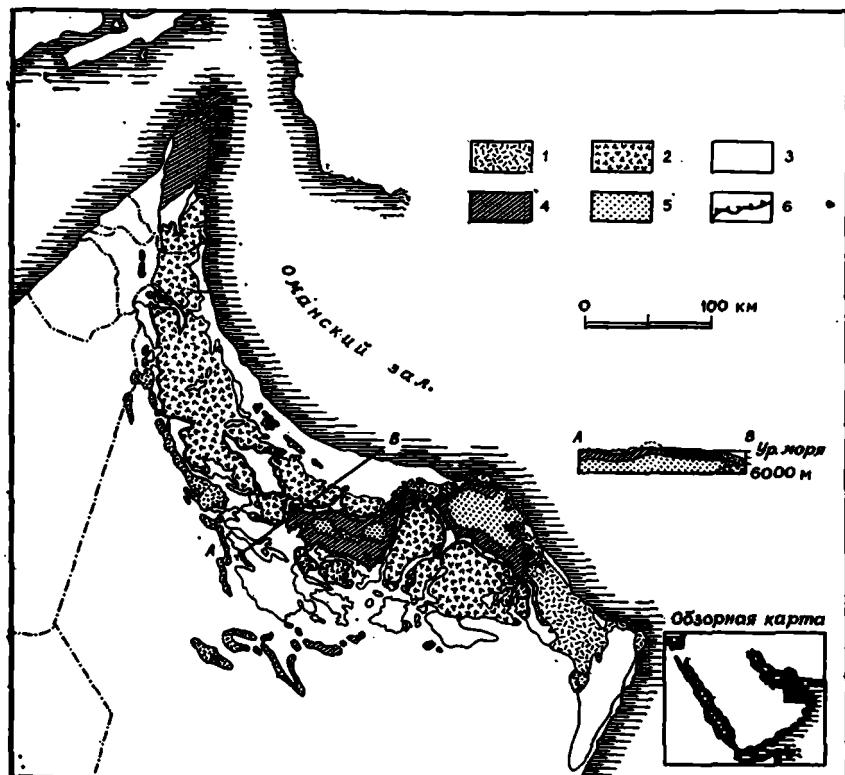 1 2 3
4 5 6
Оманский зал.
0 100 км
А В
Ур. моря
6000 м
Б
А
Обзорная карта